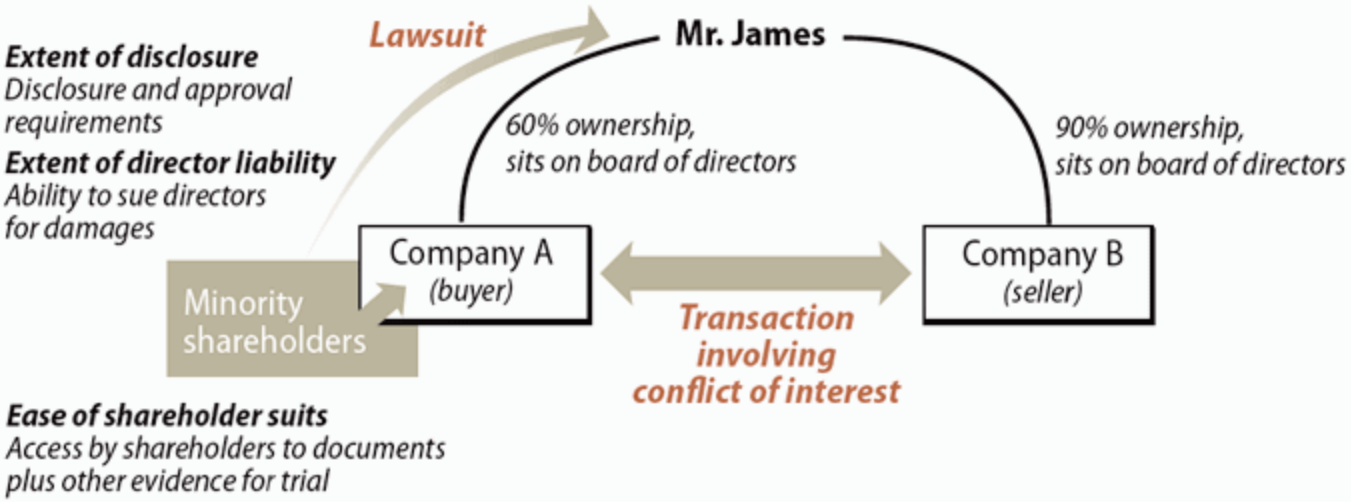 Lawsuit
Mr. James
Extent of disclosure
Disclosure and approval
requirements
Extent of director liability
Ability to sue directors
for damages
60% ownership,
sits on board of directors
90% ownership,
sits on board of directors
Company A
(buyer)
Company B
(seller)
Minority
shareholders
Transaction
involving
conflict of interest
Ease of shareholder suits
Access by shareholders to documents
plus other evidence for trial